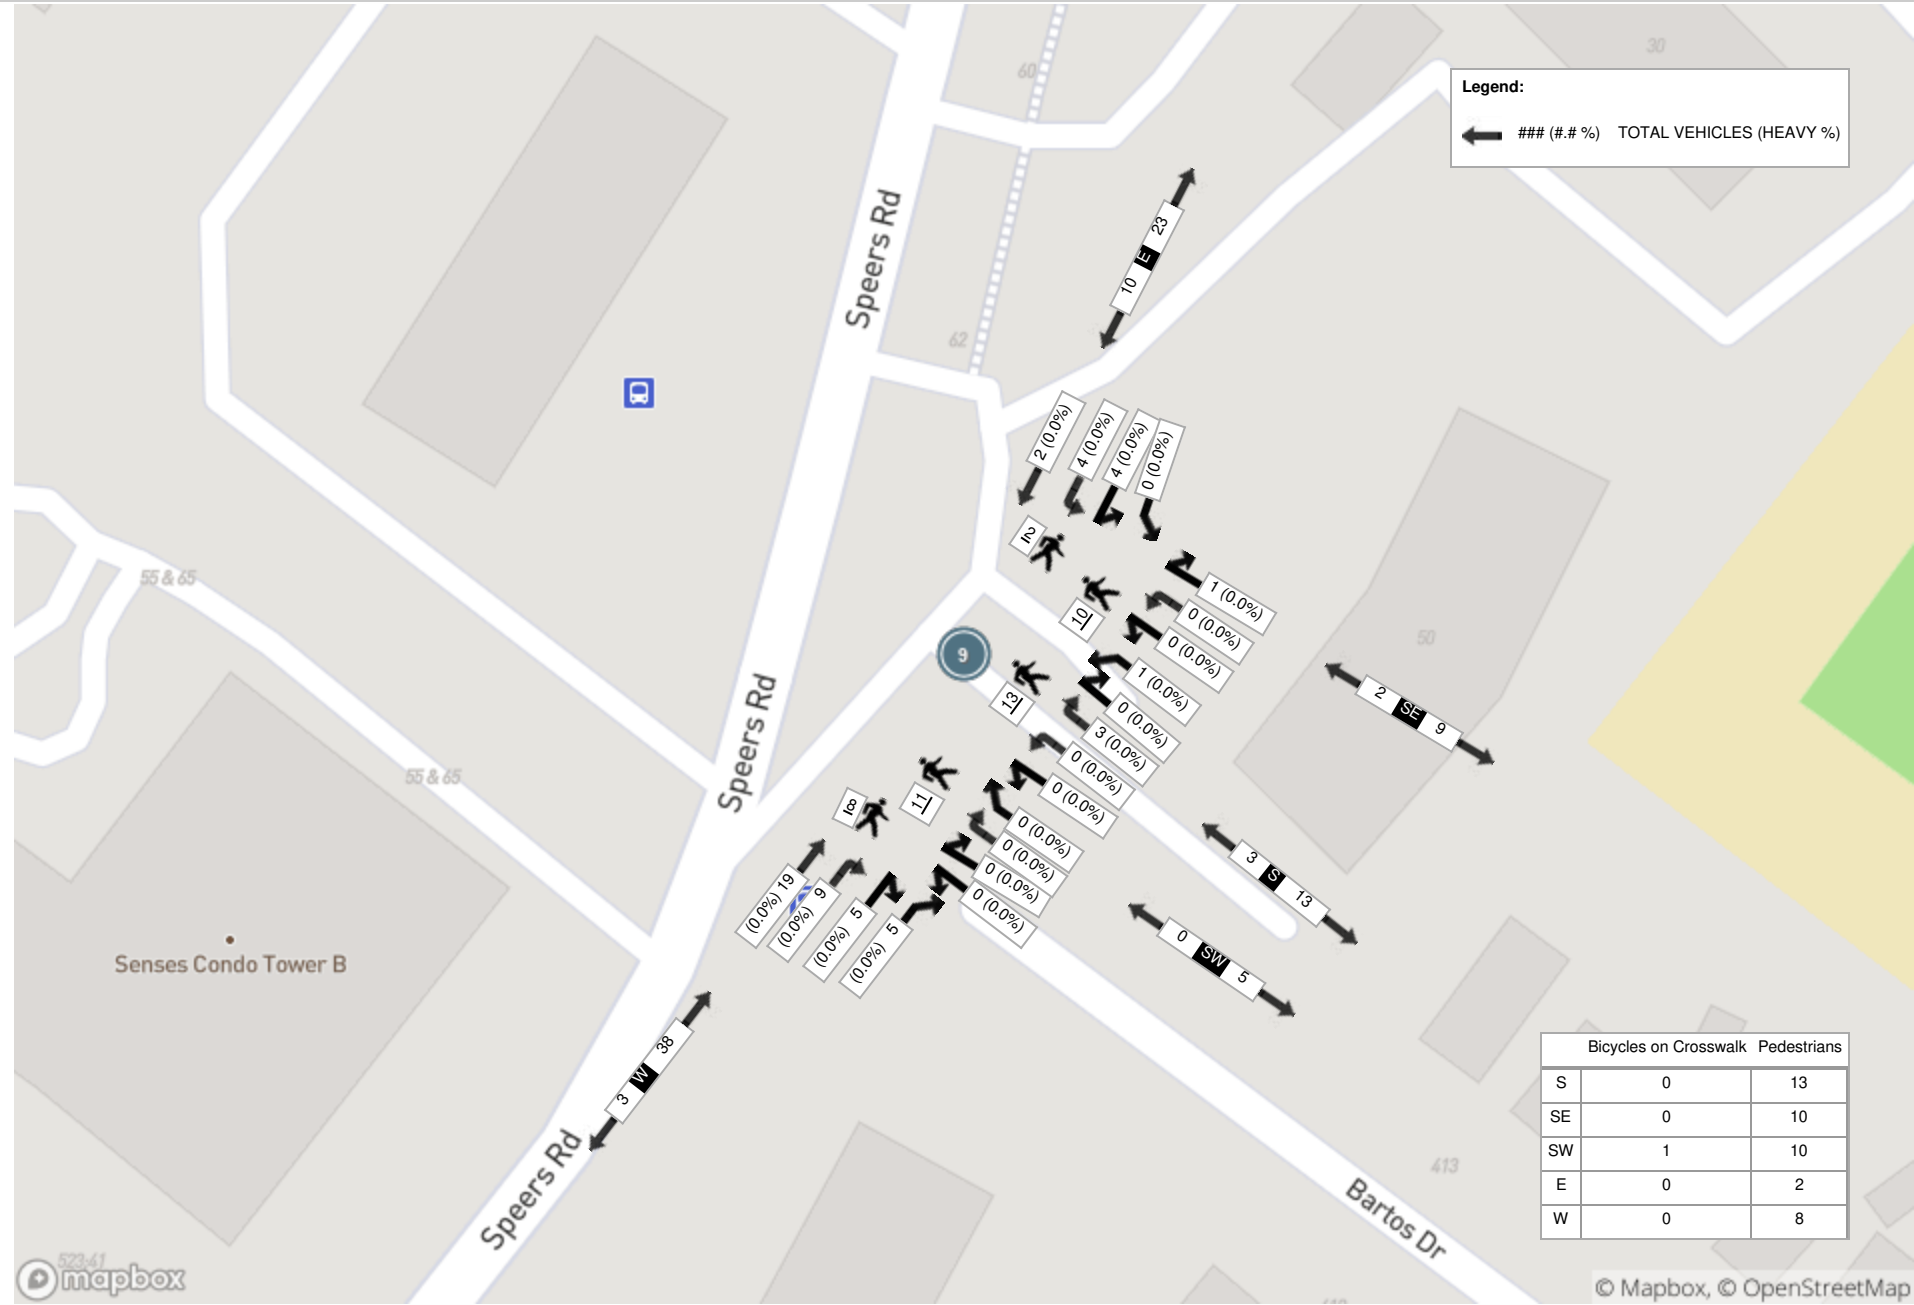 Legend:
### (#.# %) TOTAL VEHICLES (HEAVY %)
30
60
Speers Rd
62
23
E
10
2 (0.0%)
4 (0.0%)
4 (0.0%)
0 (0.0%)
2
10
1 (0.0%)
0 (0.0%)
0 (0.0%)
1 (0.0%)
50
9
13
0 (0.0%)
3 (0.0%)
0 (0.0%)
0 (0.0%)
2 SE 9
55 & 65
55 & 65
Speers Rd
11
8
0 (0.0%)
0 (0.0%)
0 (0.0%)
0 (0.0%)
3 S 13
(0.0%) 19
(0.0%) 9
(0.0%) 5
(0.0%) 5
0 SW 5
Senses Condo Tower B
38
W
3
Speers Rd
413
Bartos Dr
Bicycles on Crosswalk Pedestrians
S 0 13
SE 0 10
SW 1 10
E 0 2
W 0 8
523:41
mapbox
© Mapbox, © OpenStreetMap